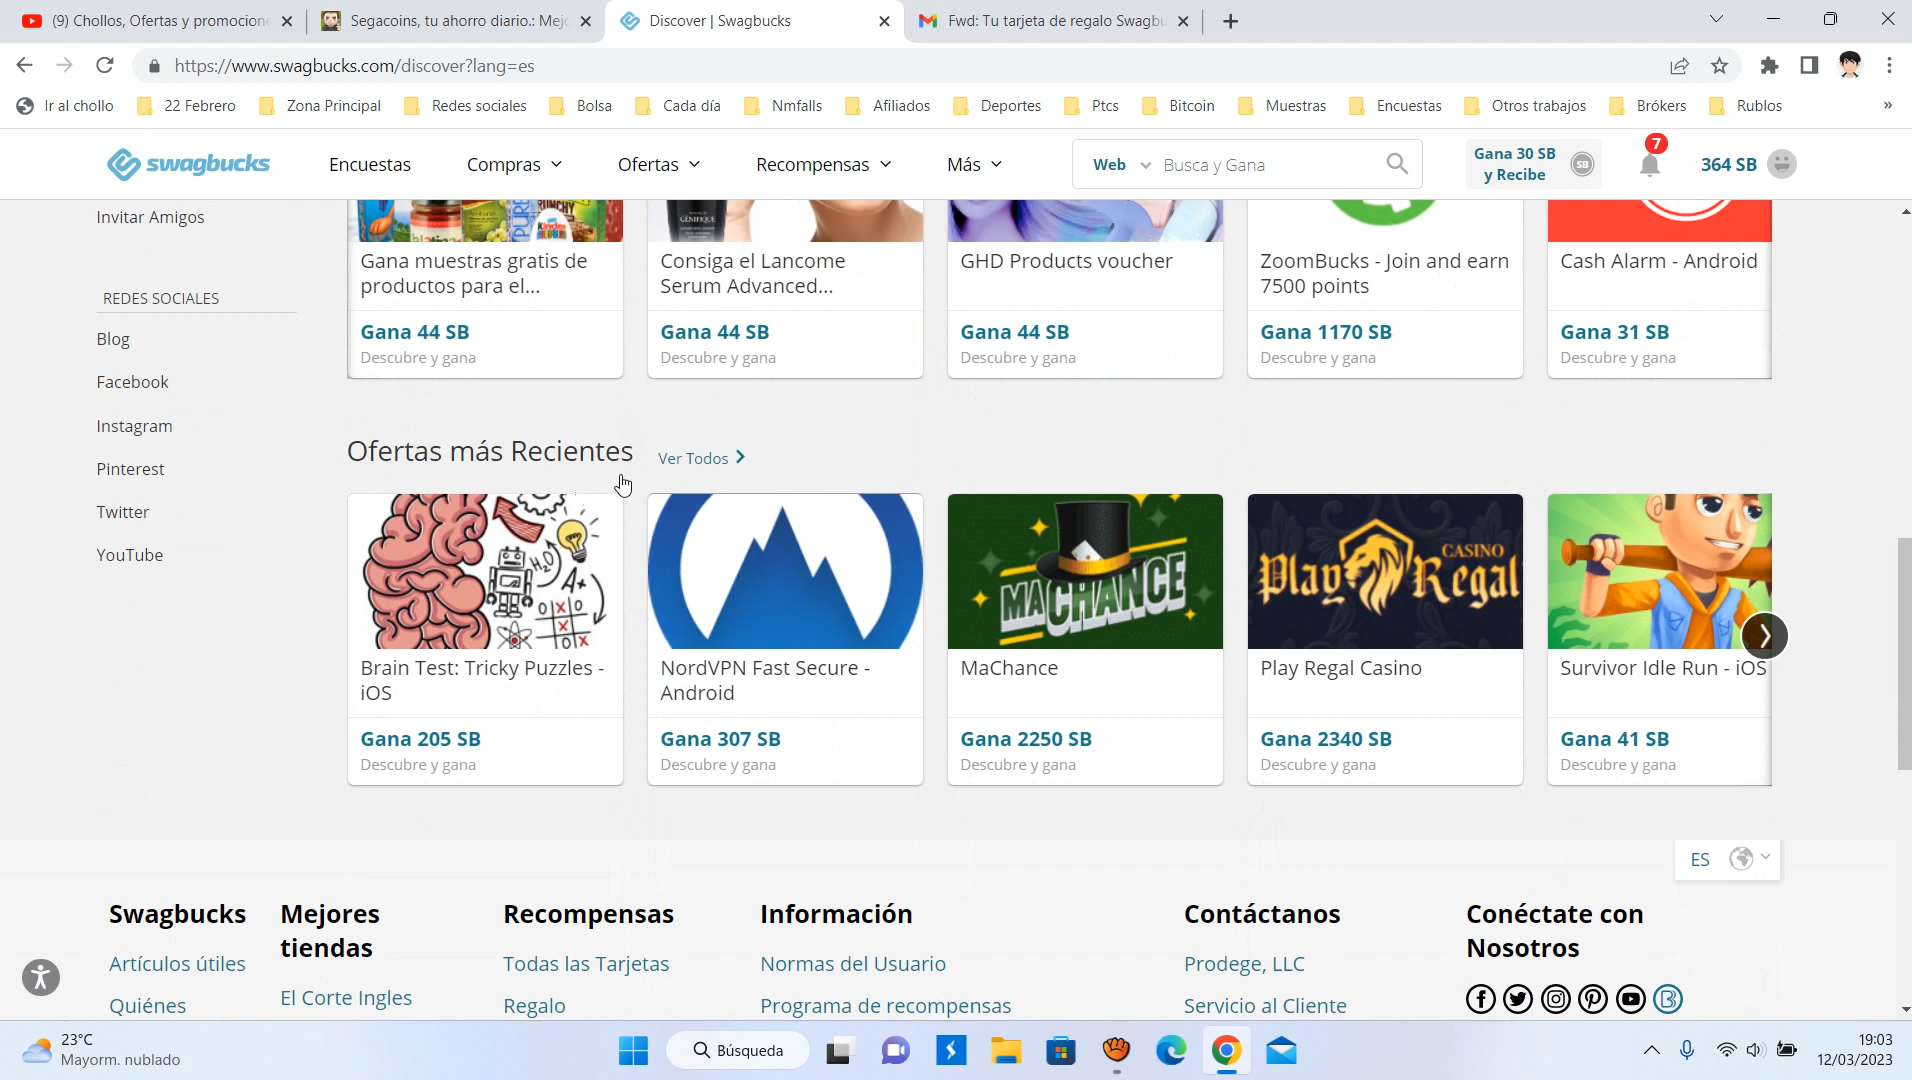 (9) Chollos, Ofertas y promocione
Segacoins, tu ahorro diario.: Mej
Discover | Swagbucks
Fwd: Tu tarjeta de regalo Swagbu
https://www.swagbucks.com/discover?lang=es
Ir al chollo
22 Febrero
Zona Principal
Redes sociales
Bolsa
Cada día
Nmfalls
Afiliados
Deportes
Ptcs
Bitcoin
Muestras
Encuestas
Otros trabajos
Brókers
Rublos
»
swagbucks
Encuestas
Compras
Ofertas
Recompensas
Más
Web
Busca y Gana
Gana 30 SB
y Recibe
SB
7
364 SB
Invitar Amigos
REDES SOCIALES
Blog
Facebook
Instagram
Pinterest
Twitter
YouTube
GÉNIFIQUE
Kinder
Gana muestras gratis de
productos para el...
Gana 44 SB
Descubre y gana
Consiga el Lancome
Serum Advanced...
Gana 44 SB
Descubre y gana
GHD Products voucher
Gana 44 SB
Descubre y gana
ZoomBucks - Join and earn
7500 points
Gana 1170 SB
Descubre y gana
Cash Alarm - Android
Gana 31 SB
Descubre y gana
Ofertas más Recientes
Ver Todos
H₂O
A+
Brain Test: Tricky Puzzles -
iOS
Gana 205 SB
Descubre y gana
NordVPN Fast Secure -
Android
Gana 307 SB
Descubre y gana
MACHANCE
MaChance
Gana 2250 SB
Descubre y gana
CASINO
Play Regal
Play Regal Casino
Gana 2340 SB
Descubre y gana
Survivor Idle Run - iOS
Gana 41 SB
Descubre y gana
ES
Swagbucks
Artículos útiles
Quiénes
Mejores
tiendas
El Corte Ingles
Recompensas
Todas las Tarjetas
Regalo
Información
Normas del Usuario
Programa de recompensas
Contáctanos
Prodege, LLC
Servicio al Cliente
Conéctate con
Nosotros
23°C
Mayorm. nublado
Búsqueda
19:03
12/03/2023